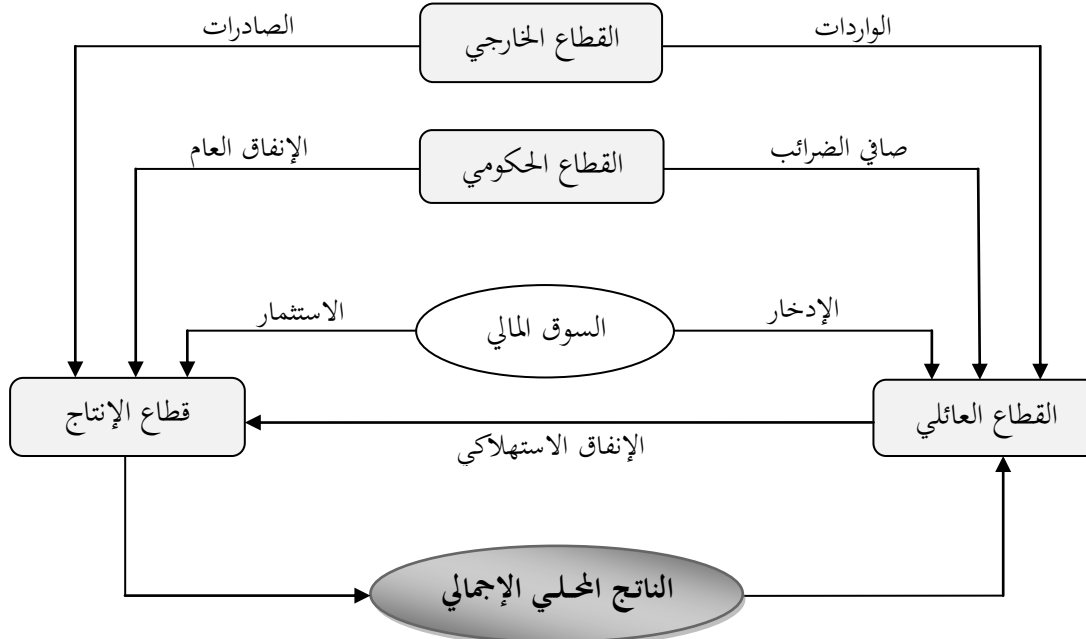 الواردات
القطاع الخارجي
الصادرات
صافي الضرائب
القطاع الحكومي
الإنفاق العام
الإدخار
السوق المالي
الاستثمار
القطاع العائلي
قطاع الإنتاج
الإنفاق الاستهلاكي
الناتج المحلي الإجمالي